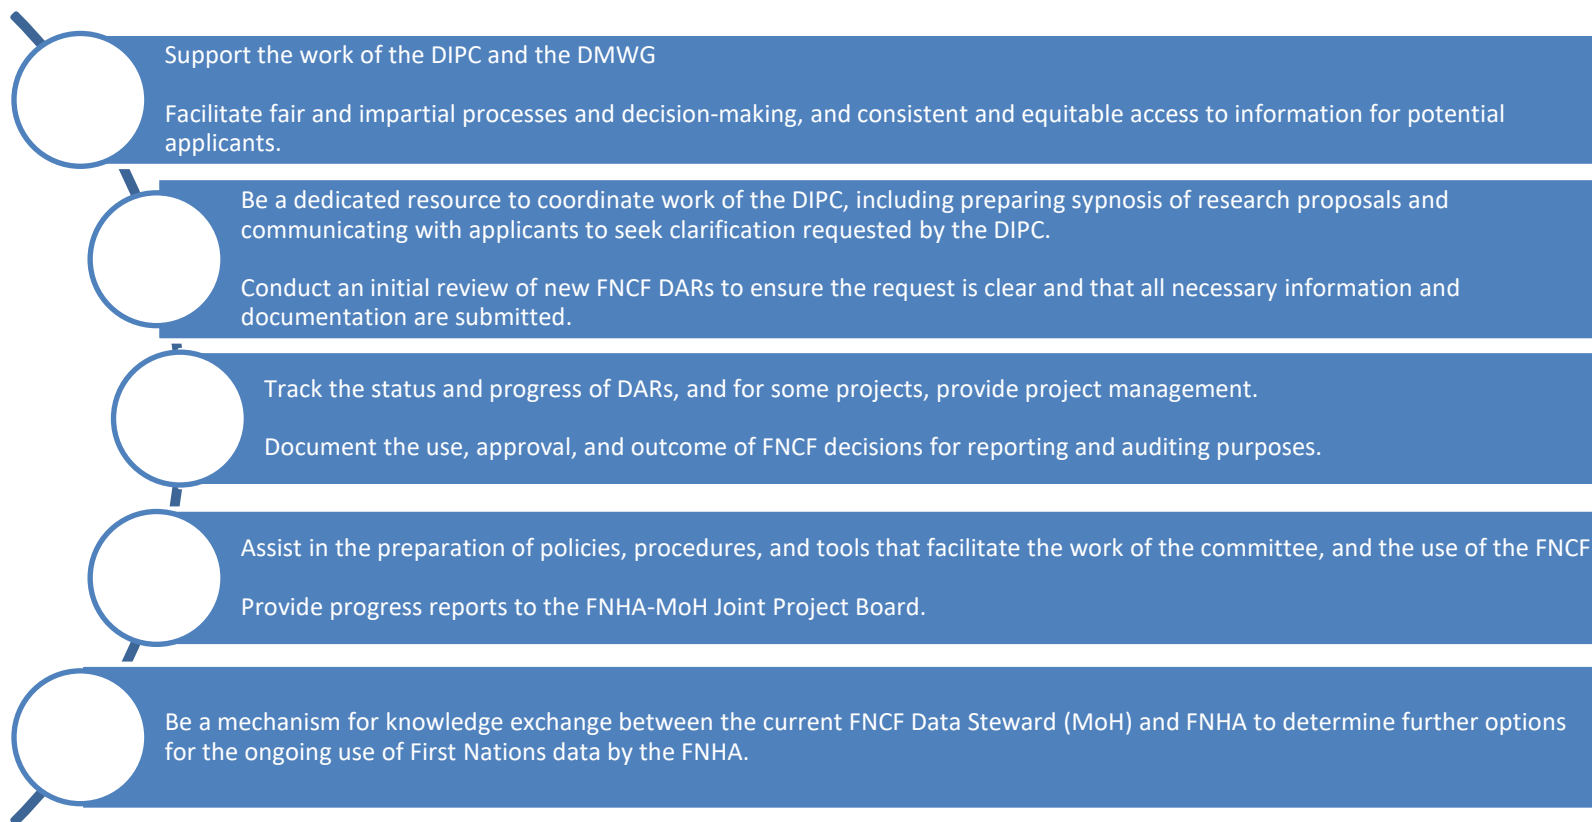 Support the work of the DIPC and the DMWG
Facilitate fair and impartial processes and decision-making, and consistent and equitable access to information for potential
applicants.
Be a dedicated resource to coordinate work of the DIPC, including preparing sypnosis of research proposals and
communicating with applicants to seek clarification requested by the DIPC.
Conduct an initial review of new FNCF DARs to ensure the request is clear and that all necessary information and
documentation are submitted.
Track the status and progress of DARs, and for some projects, provide project management.
Document the use, approval, and outcome of FNCF decisions for reporting and auditing purposes.
Assist in the preparation of policies, procedures, and tools that facilitate the work of the committee, and the use of the FNCF
Provide progress reports to the FNHA-MoH Joint Project Board.
Be a mechanism for knowledge exchange between the current FNCF Data Steward (MoH) and FNHA to determine further options
for the ongoing use of First Nations data by the FNHA.